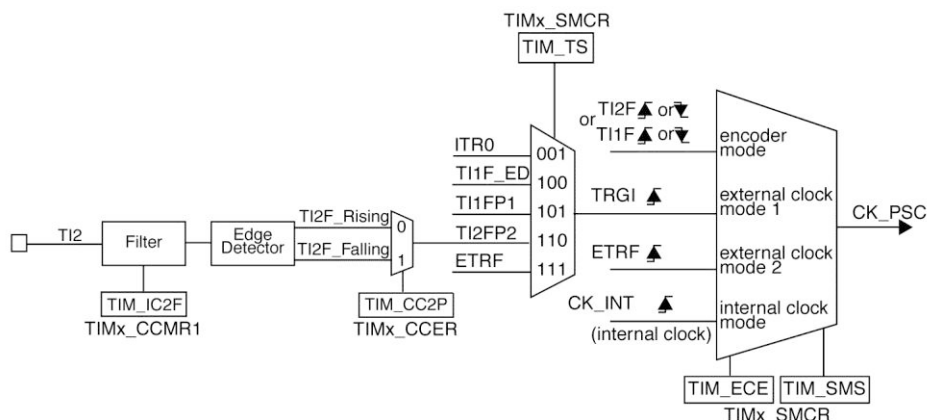 TIMx_SMCR
TIM_TS
or TI2F or
TI1F or
encoder
mode
ITR0
001
TI1F_ED
100
TRGI
external clock
mode 1
TI1FP1
101
CK_PSC
TI2F_Rising
0
TI2
Filter
Edge
Detector
TI2FP2
110
TI2F_Falling
1
ETRF
111
ETRF
external clock
mode 2
TIM_IC2F
TIMx_CCMR1
TIM_CC2P
TIMx_CCER
CK_INT
(internal clock)
internal clock
mode
TIM_ECE
TIM_SMS
TIMx_SMCR